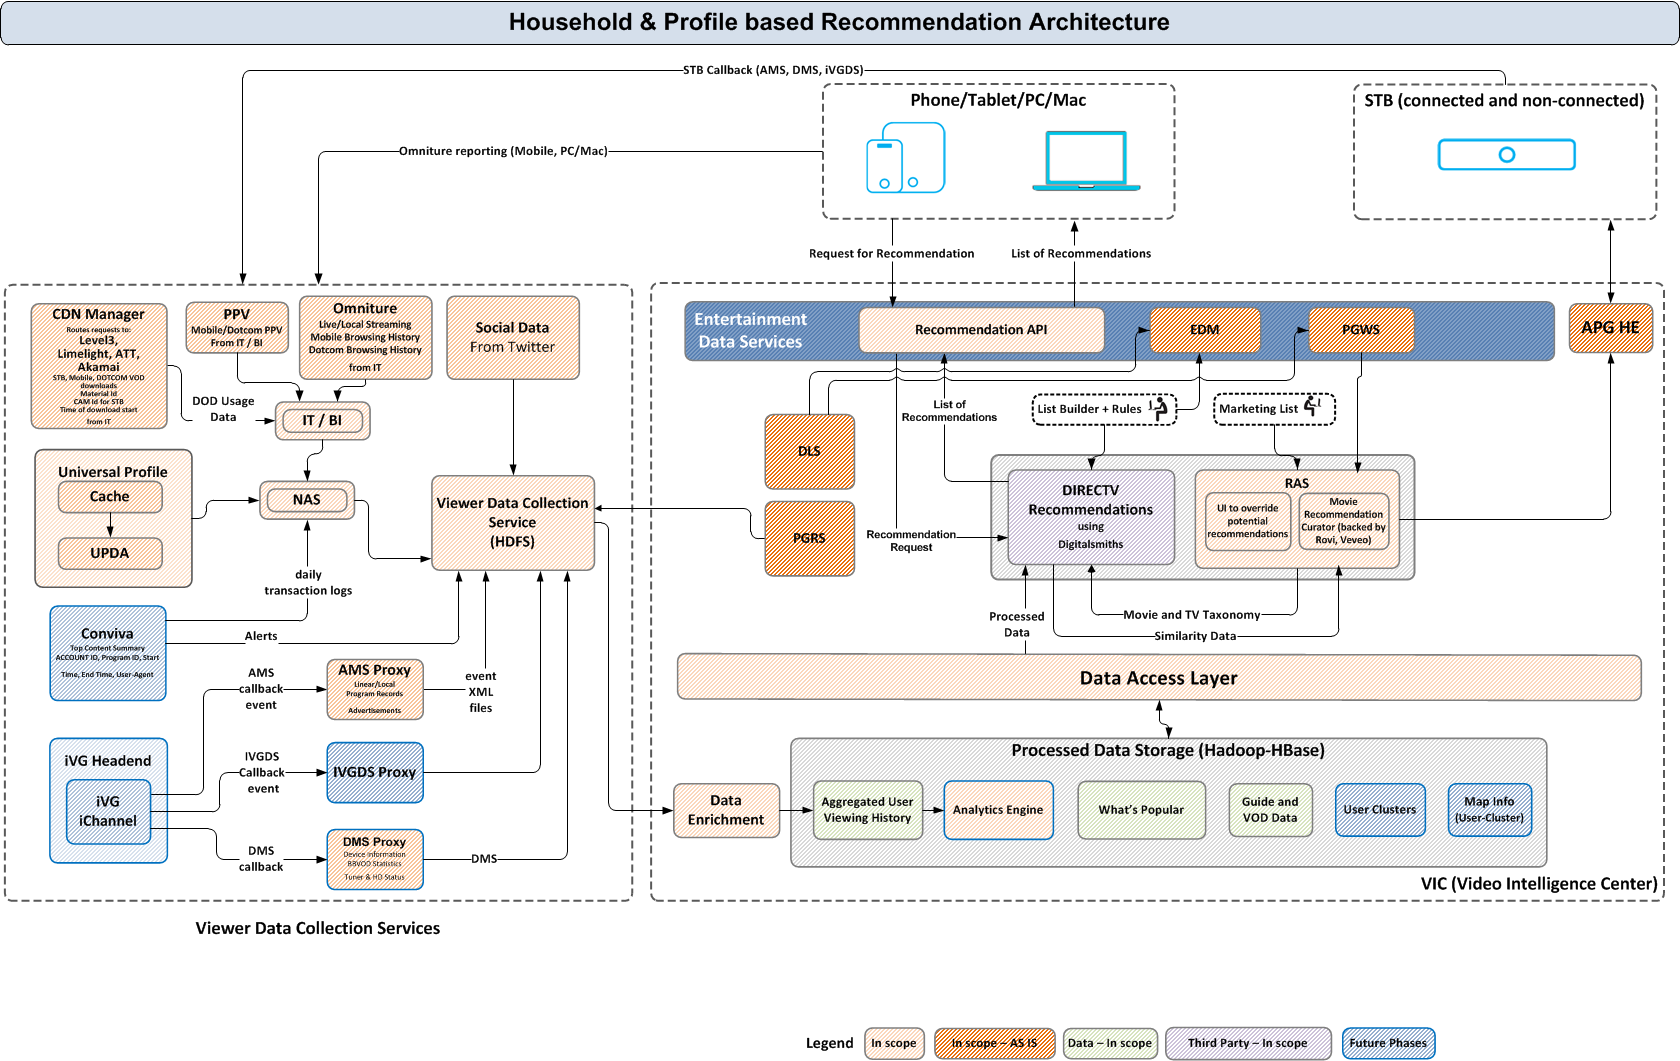 Household & Profile based Recommendation Architecture
STB Callback (AMS, DMS, iVGDS)
Phone/Tablet/PC/Mac
STB (connected and non-connected)
Omniture reporting (Mobile, PC/Mac)
Request for Recommendation
List of Recommendations
CDN Manager
Routes requests to:
Level3,
Limelight, ATT,
Akamai
STB, Mobile, DOTCOM VOD
downloads
Material Id
CAM Id for STB
Time of download start
from IT
PPV
Mobile/Dotcom PPV
From IT / BI
Omniture
Live/Local Streaming
Mobile Browsing History
Dotcom Browsing History
from IT
Social Data
From Twitter
DOD Usage
Data
IT / BI
Universal Profile
Cache
UPDA
NAS
Viewer Data Collection
Service
(HDFS)
daily
transaction logs
Conviva
Top Content Summary
ACCOUNT ID, Program ID, Start
Time, End Time, User-Agent
Alerts
AMS
callback
event
AMS Proxy
Linear/Local
Program Records
Advertisements
event
XML
files
iVG Headend
iVG
iChannel
IVGDS
Callback
event
IVGDS Proxy
DMS
callback
DMS Proxy
Device Information
BBVOD Statistics
Tuner & HD Status
DMS
Viewer Data Collection Services
Entertainment
Data Services
Recommendation API
EDM
PGWS
APG HE
DLS
PGRS
List of
Recommendations
List Builder + Rules
Marketing List
Recommendation
Request
DIRECTV
Recommendations
using
Digitalsmiths
RAS
UI to override
potential
recommendations
Movie
Recommendation
Curator (backed by
Rovi, Veveo)
Processed
Data
Movie and TV Taxonomy
Similarity Data
Data Access Layer
Processed Data Storage (Hadoop-HBase)
Data
Enrichment
Aggregated User
Viewing History
Analytics Engine
What's Popular
Guide and
VOD Data
User Clusters
Map Info
(User-Cluster)
VIC (Video Intelligence Center)
Legend
In scope
In scope – AS IS
Data – In scope
Third Party – In scope
Future Phases